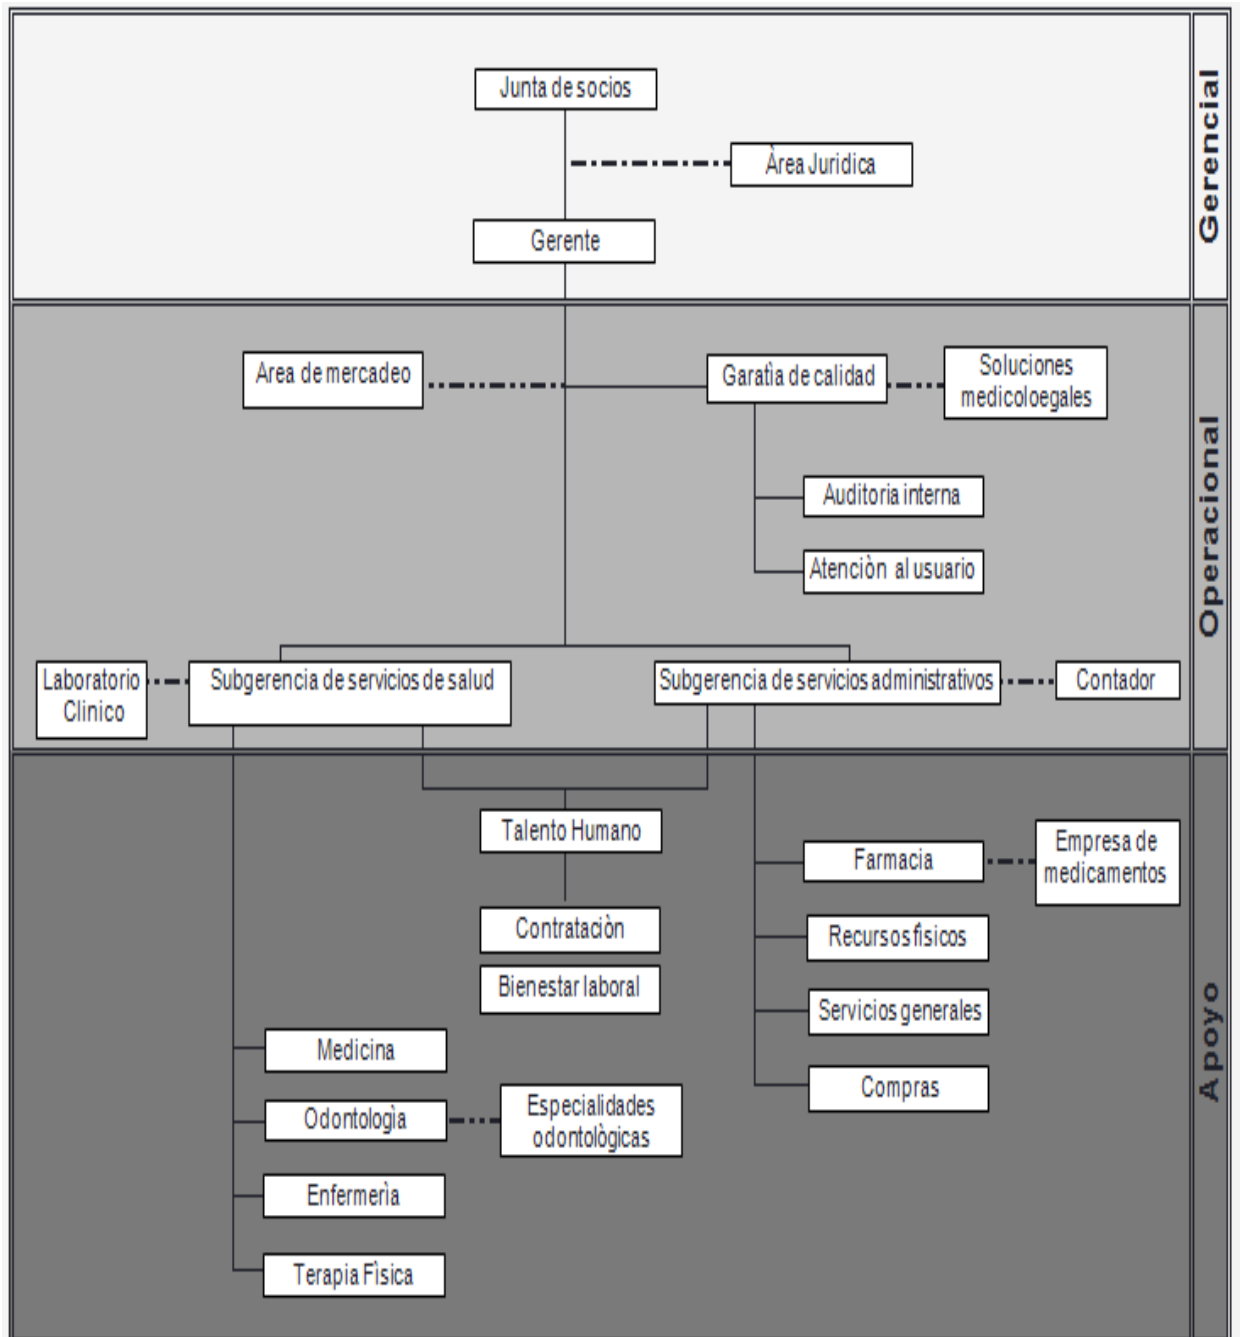 Junta de socios
Àrea Juridica
Gerente
Gerencial
Area de mercadeo
Garatìa de calidad
Soluciones
medicoloegales
Auditoria interna
Atenciòn al usuario
Operacional
Laboratorio
Clinico
Subgerencia de servicios de salud
Subgerencia de servicios administrativos
Contador
Talento Humano
Contrataciòn
Bienestar laboral
Farmacia
Empresa de
medicamentos
Recursos fìsicos
Servicios generales
Compras
Medicina
Odontologìa
Especialidades
odontològicas
Enfermerìa
Terapia Fìsica
Apoyo